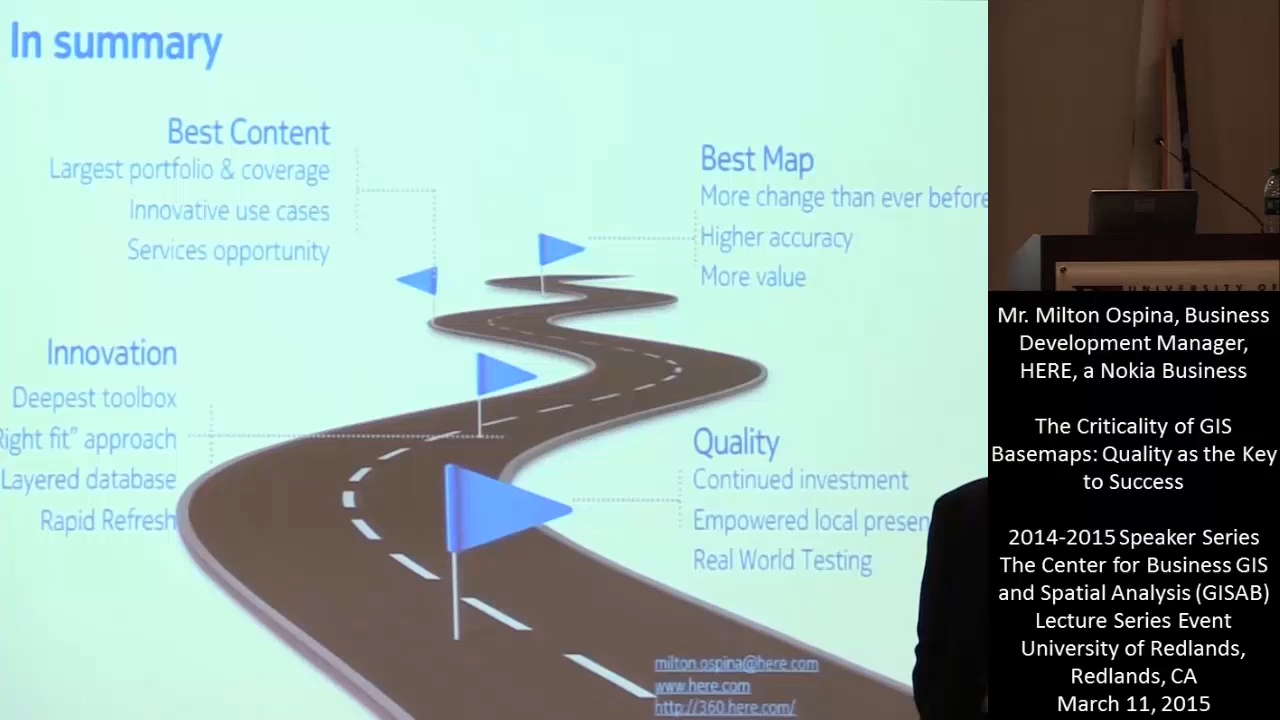 In summary
Best Content
Largest portfolio & coverage
Innovative use cases
Services opportunity
Best Map
More change than ever before
Higher accuracy
More value
Innovation
Deepest toolbox
Right fit” approach
Layered database
Rapid Refresh
Quality
Continued investment
Empowered local presen
Real World Testing
milton.ospina@here.com
www.here.com
http://360.here.com/
UNIVERSITY OF
Mr. Milton Ospina, Business
Development Manager,
HERE, a Nokia Business
The Criticality of GIS
Basemaps: Quality as the Key
to Success
2014-2015 Speaker Series
The Center for Business GIS
and Spatial Analysis (GISAB)
Lecture Series Event
University of Redlands,
Redlands, CA
March 11, 2015